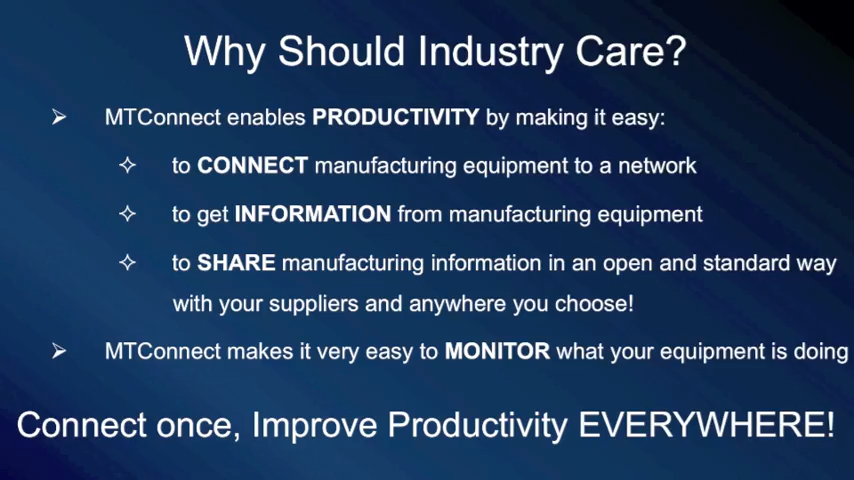 Why Should Industry Care?
MTConnect enables PRODUCTIVITY by making it easy:
to CONNECT manufacturing equipment to a network
to get INFORMATION from manufacturing equipment
to SHARE manufacturing information in an open and standard way
with your suppliers and anywhere you choose!
MTConnect makes it very easy to MONITOR what your equipment is doing
Connect once, Improve Productivity EVERYWHERE!